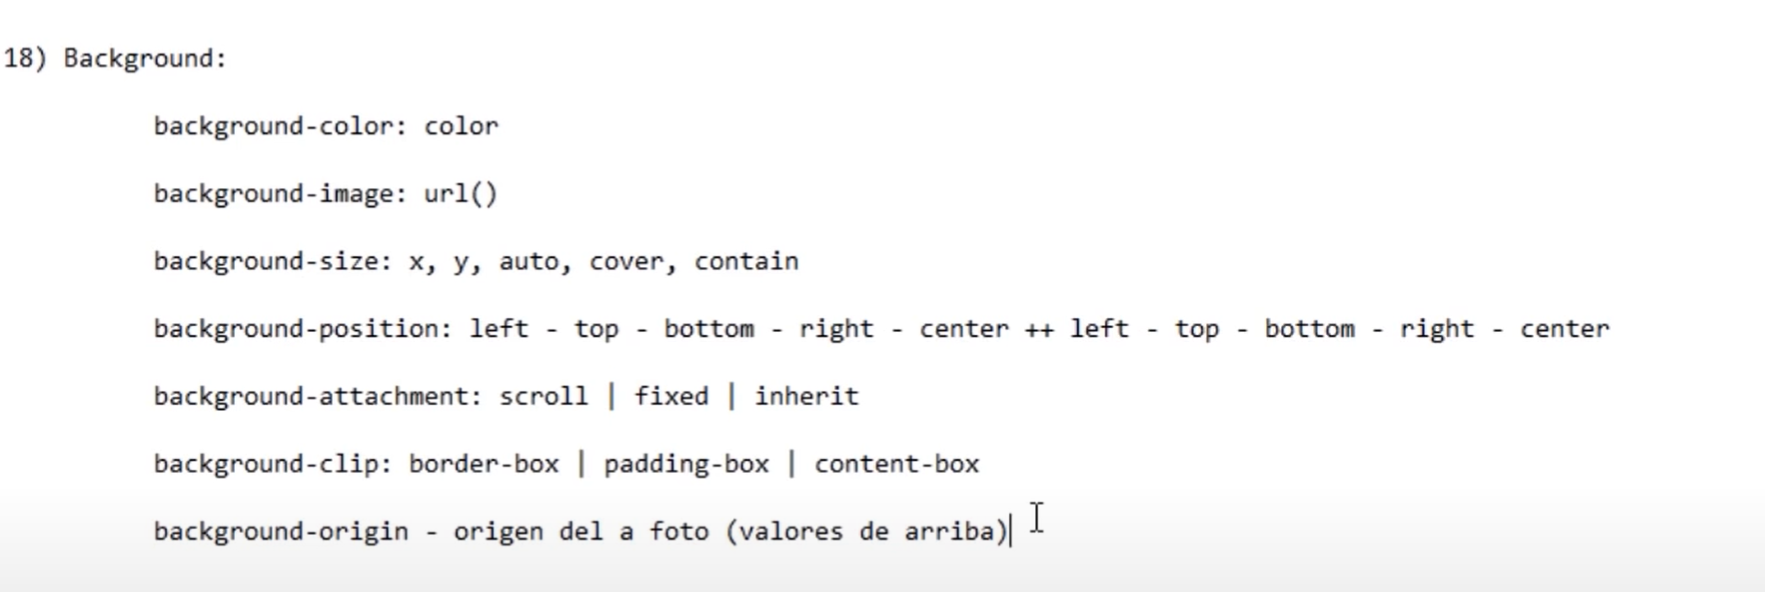 18) Background:
background-color: color
background-image: url()
background-size: x, y, auto, cover, contain
background-position: left - top - bottom - right - center ++ left - top - bottom - right - center
background-attachment: scroll | fixed | inherit
background-clip: border-box | padding-box | content-box
background-origin - origen del a foto (valores de arriba)